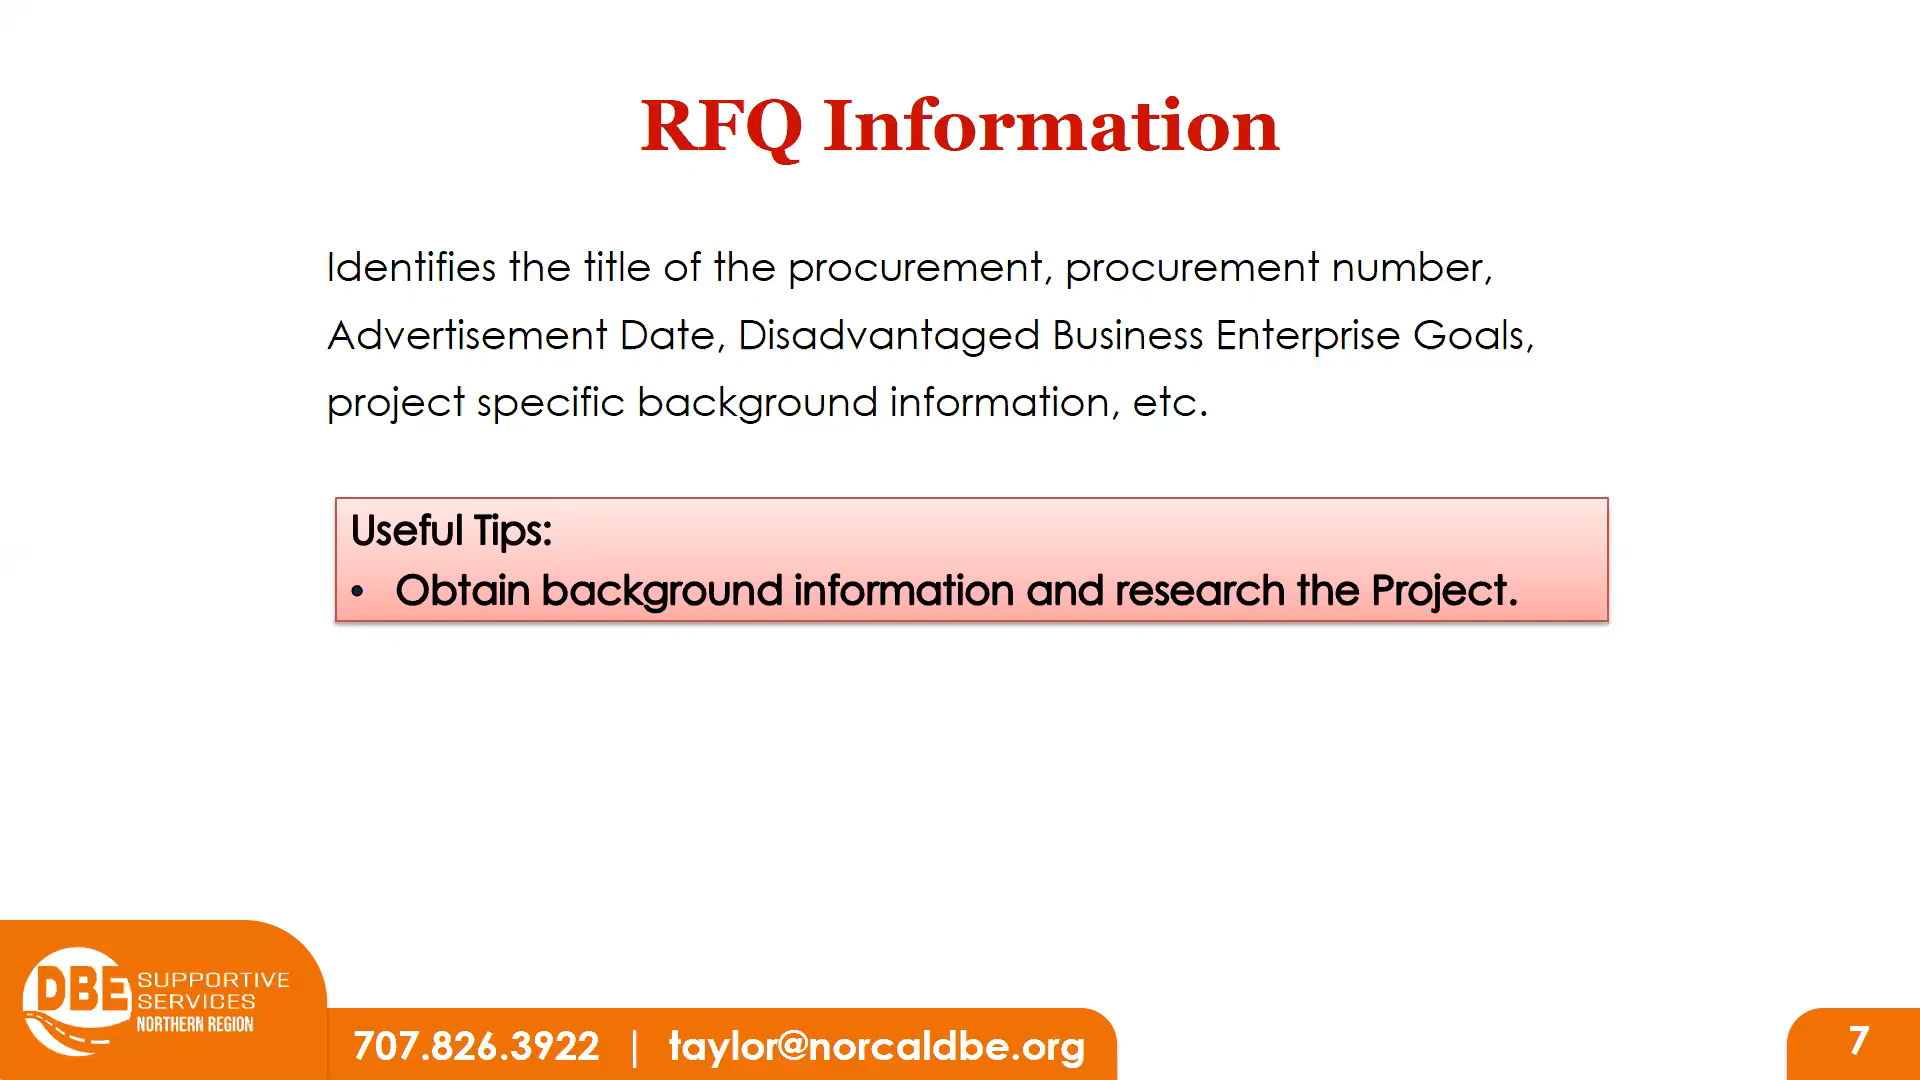 RFQ Information
Identifies the title of the procurement, procurement number,
Advertisement Date, Disadvantaged Business Enterprise Goals,
project specific background information, etc.
Useful Tips:
• Obtain background information and research the Project.
DBE SUPPORTIVE
SERVICES
NORTHERN REGION
707.826.3922 | taylor@norcaldbe.org
7